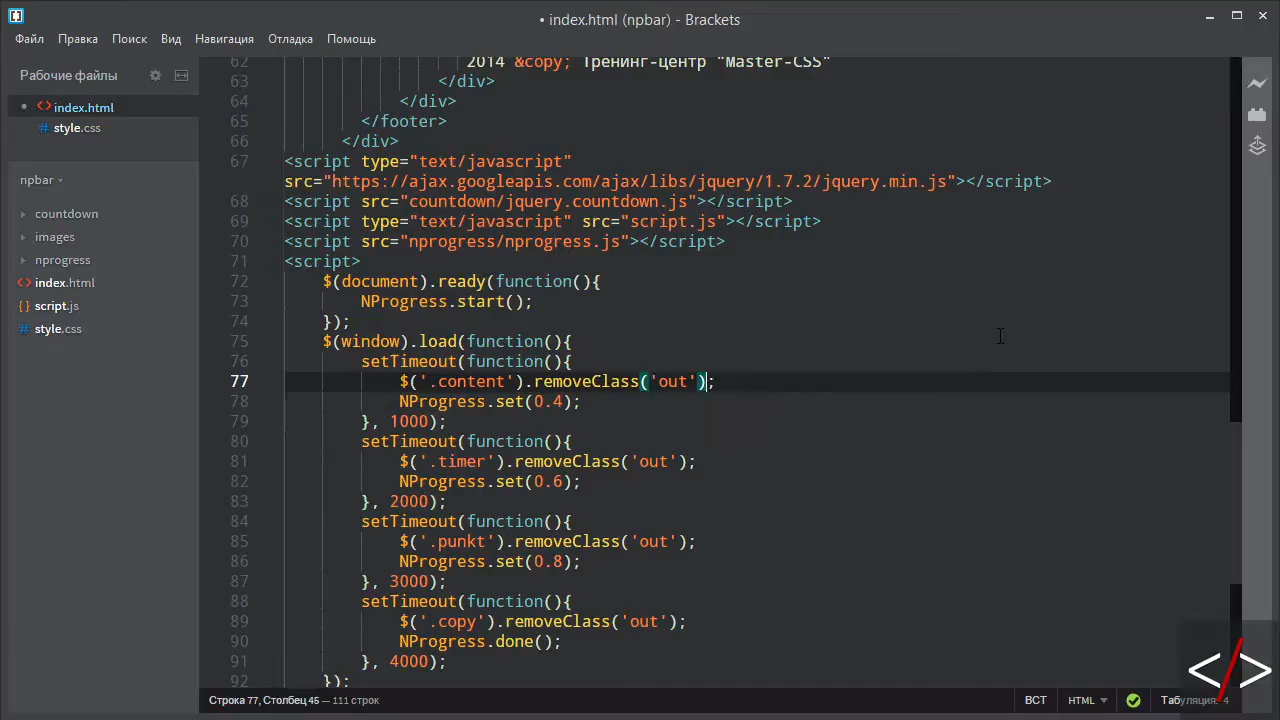 • index.html (npbar) - Brackets
Файл Правка Поиск Вид Навигация Отладка Помощь
Рабочие файлы
• <> index.html
# style.css
npbar
countdown
images
nprogress
<> index.html
{} script.js
# style.css
62 2014 &copy; Тренинг-центр "Master-CSS"
63 </div>
64 </div>
65 </footer>
66 </div>
67 <script type="text/javascript"
src="https://ajax.googleapis.com/ajax/libs/jquery/1.7.2/jquery.min.js"></script>
68 <script src="countdown/jquery.countdown.js"></script>
69 <script type="text/javascript" src="script.js"></script>
70 <script src="nprogress/nprogress.js"></script>
71 <script>
72 $(document).ready(function(){
73 NProgress.start();
74 });
75 $(window).load(function(){
76 setTimeout(function(){
77 $('.content').removeClass('out');
78 NProgress.set(0.4);
79 }, 1000);
80 setTimeout(function(){
81 $('.timer').removeClass('out');
82 NProgress.set(0.6);
83 }, 2000);
84 setTimeout(function(){
85 $('.punkt').removeClass('out');
86 NProgress.set(0.8);
87 }, 3000);
88 setTimeout(function(){
89 $('.copy').removeClass('out');
90 NProgress.done();
91 }, 4000);
92 });
Строка 77, Столбец 45 — 111 строк
ВСТ HTML Табуляция: 4
</>